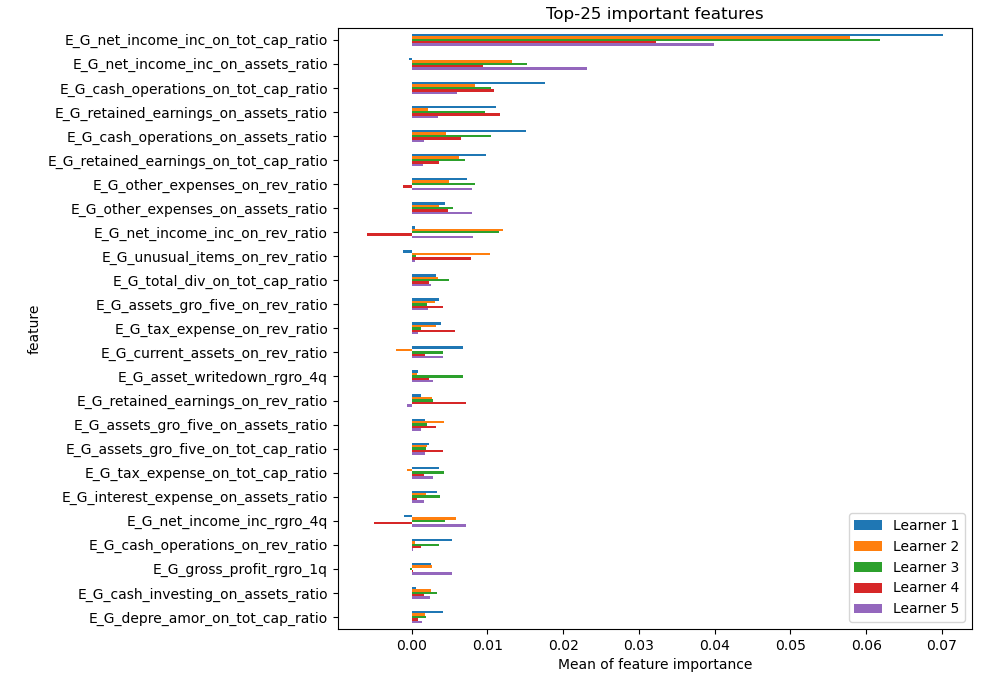 Top-25 important features
E_G_net_income_inc_on_tot_cap_ratio
E_G_net_income_inc_on_assets_ratio
E_G_cash_operations_on_tot_cap_ratio
E_G_retained_earnings_on_assets_ratio
E_G_cash_operations_on_assets_ratio
E_G_retained_earnings_on_tot_cap_ratio
E_G_other_expenses_on_rev_ratio
E_G_other_expenses_on_assets_ratio
E_G_net_income_inc_on_rev_ratio
E_G_unusual_items_on_rev_ratio
E_G_total_div_on_tot_cap_ratio
E_G_assets_gro_five_on_rev_ratio
E_G_tax_expense_on_rev_ratio
E_G_current_assets_on_rev_ratio
E_G_asset_writedown_rgro_4q
E_G_retained_earnings_on_rev_ratio
E_G_assets_gro_five_on_assets_ratio
E_G_assets_gro_five_on_tot_cap_ratio
E_G_tax_expense_on_tot_cap_ratio
E_G_interest_expense_on_assets_ratio
E_G_net_income_inc_rgro_4q
E_G_cash_operations_on_rev_ratio
E_G_gross_profit_rgro_1q
E_G_cash_investing_on_assets_ratio
E_G_depre_amor_on_tot_cap_ratio
feature
Learner 1
Learner 2
Learner 3
Learner 4
Learner 5
0.00 0.01 0.02 0.03 0.04 0.05 0.06 0.07
Mean of feature importance